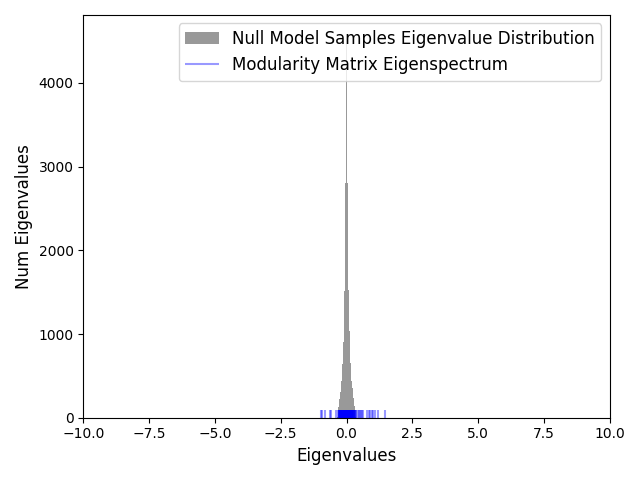 Null Model Samples Eigenvalue Distribution
Modularity Matrix Eigenspectrum
Num Eigenvalues
4000
3000
2000
1000
0
−10.0 −7.5 −5.0 −2.5 0.0 2.5 5.0 7.5 10.0
Eigenvalues